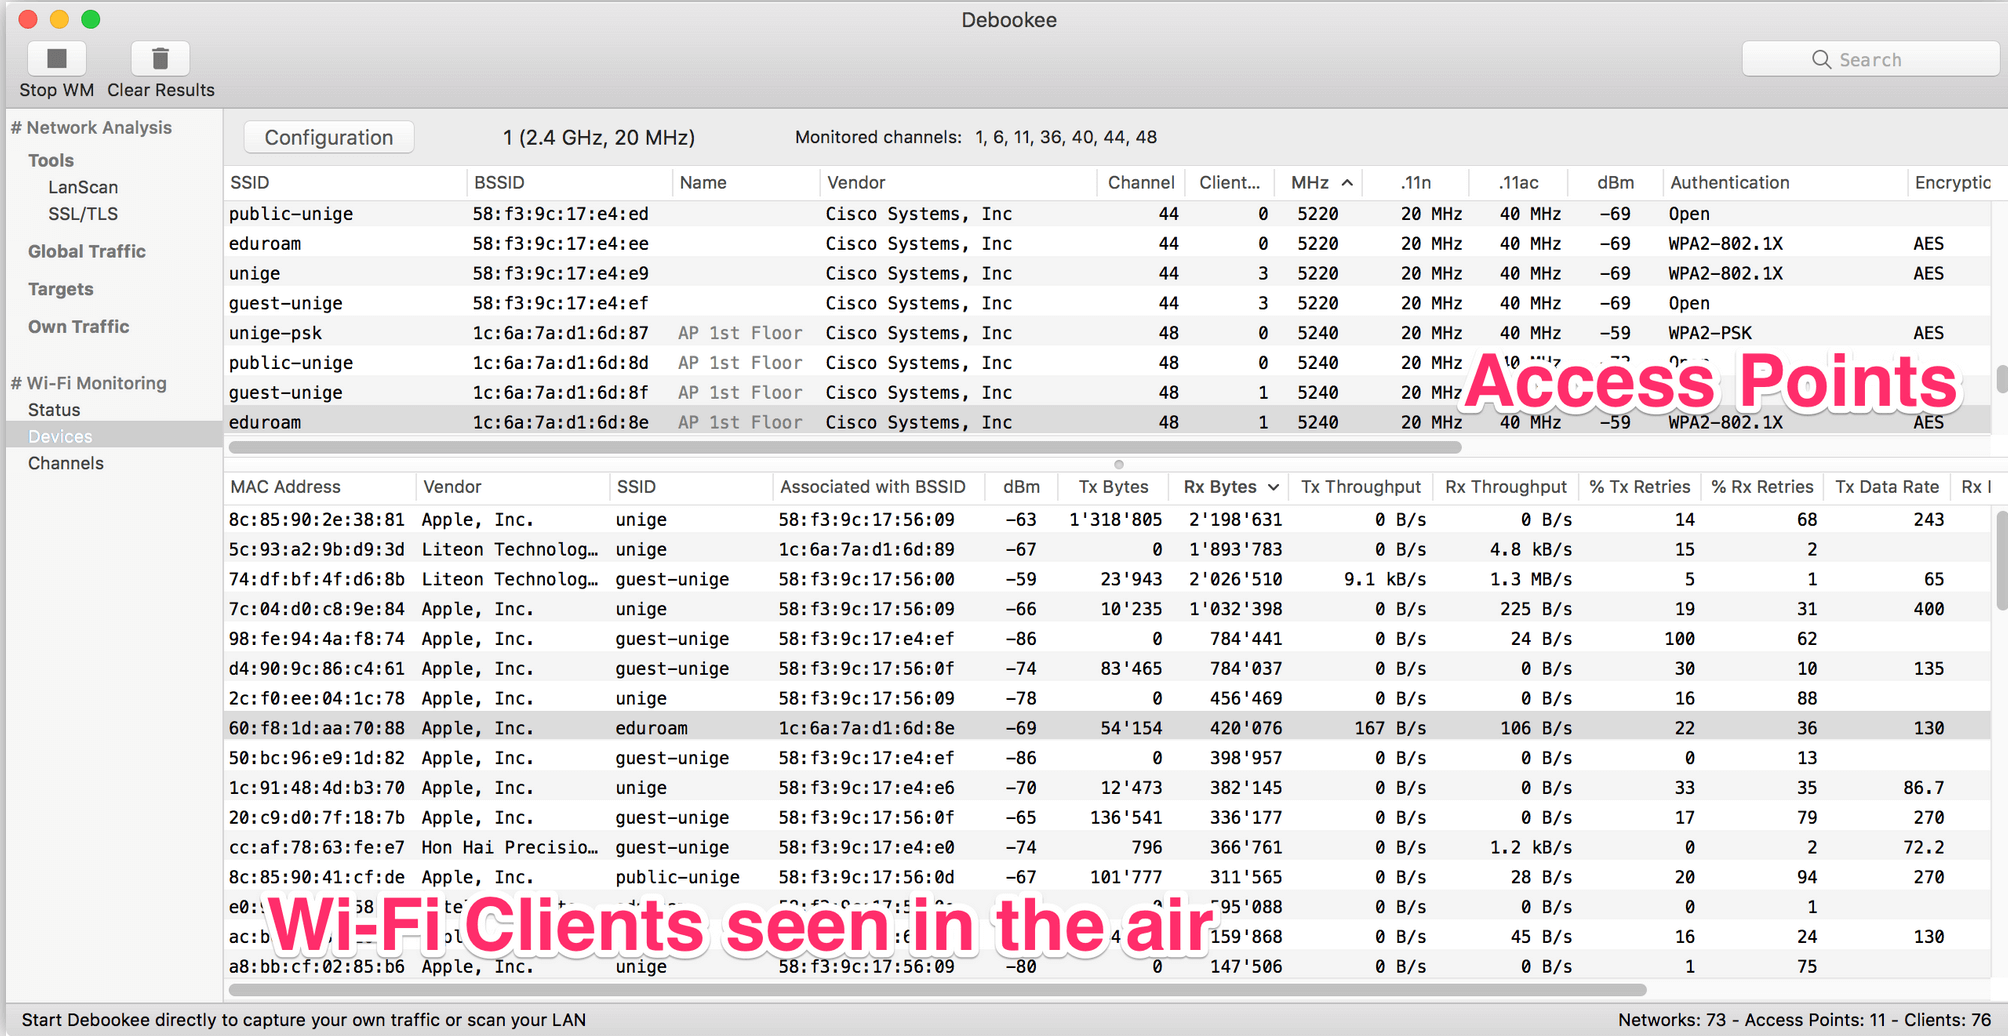 Debookee
Stop WM Clear Results Search
# Network Analysis
Tools
LanScan
SSL/TLS
Global Traffic
Targets
Own Traffic
# Wi-Fi Monitoring
Status
Devices
Channels
Configuration 1 (2.4 GHz, 20 MHz) Monitored channels: 1, 6, 11, 36, 40, 44, 48
SSID BSSID Name Vendor Channel Client... MHz .11n .11ac dBm Authentication Encryptic
public-unige 58:f3:9c:17:e4:ed Cisco Systems, Inc 44 0 5220 20 MHz 40 MHz -69 Open
eduroam 58:f3:9c:17:e4:ee Cisco Systems, Inc 44 0 5220 20 MHz 40 MHz -69 WPA2-802.1X AES
unige 58:f3:9c:17:e4:e9 Cisco Systems, Inc 44 3 5220 20 MHz 40 MHz -69 WPA2-802.1X AES
guest-unige 58:f3:9c:17:e4:ef Cisco Systems, Inc 44 3 5220 20 MHz 40 MHz -69 Open
unige-psk 1c:6a:7a:d1:6d:87 AP 1st Floor Cisco Systems, Inc 48 0 5240 20 MHz 40 MHz -59 WPA2-PSK AES
public-unige 1c:6a:7a:d1:6d:8d AP 1st Floor Cisco Systems, Inc 48 0 5240 20 MHz 40 MHz
guest-unige 1c:6a:7a:d1:6d:8f AP 1st Floor Cisco Systems, Inc 48 1 5240 20 MHz
Access Points
eduroam 1c:6a:7a:d1:6d:8e AP 1st Floor Cisco Systems, Inc 48 1 5240 20 MHz 40 MHz -59 WPA2-802.1X AES
MAC Address Vendor SSID Associated with BSSID dBm Tx Bytes Rx Bytes Tx Throughput Rx Throughput % Tx Retries % Rx Retries Tx Data Rate Rx
8c:85:90:2e:38:81 Apple, Inc. unige 58:f3:9c:17:56:09 -63 1'318'805 2'198'631 0 B/s 0 B/s 14 68 243
5c:93:a2:9b:d9:3d Liteon Technolog… unige 1c:6a:7a:d1:6d:89 -67 0 1'893'783 0 B/s 4.8 kB/s 15 2
74:df:bf:4f:d6:8b Liteon Technolog… guest-unige 58:f3:9c:17:56:00 -59 23'943 2'026'510 9.1 kB/s 1.3 MB/s 5 1 65
7c:04:d0:c8:9e:84 Apple, Inc. unige 58:f3:9c:17:56:09 -66 10'235 1'032'398 0 B/s 225 B/s 19 31 400
98:fe:94:4a:f8:74 Apple, Inc. guest-unige 58:f3:9c:17:e4:ef -86 0 784'441 0 B/s 24 B/s 100 62
d4:90:9c:86:c4:61 Apple, Inc. guest-unige 58:f3:9c:17:56:0f -74 83'465 784'037 0 B/s 0 B/s 30 10 135
2c:f0:ee:04:1c:78 Apple, Inc. unige 58:f3:9c:17:56:09 -78 0 456'469 0 B/s 0 B/s 16 88
60:f8:1d:aa:70:88 Apple, Inc. eduroam 1c:6a:7a:d1:6d:8e -69 54'154 420'076 167 B/s 106 B/s 22 36 130
50:bc:96:e9:1d:82 Apple, Inc. guest-unige 58:f3:9c:17:e4:ef -86 0 398'957 0 B/s 0 B/s 0 13
1c:91:48:4d:b3:70 Apple, Inc. unige 58:f3:9c:17:e4:e6 -70 12'473 382'145 0 B/s 0 B/s 33 35 86.7
20:c9:d0:7f:18:7b Apple, Inc. guest-unige 58:f3:9c:17:56:0f -65 136'541 336'177 0 B/s 0 B/s 17 79 270
cc:af:78:63:fe:e7 Hon Hai Precisio… guest-unige 58:f3:9c:17:e4:e0 -74 796 366'761 0 B/s 1.2 kB/s 0 2 72.2
8c:85:90:41:cf:de Apple, Inc. public-unige 58:f3:9c:17:56:0d -67 101'777 311'565 0 B/s 28 B/s 20 94 270
0 B/s 0 B/s 0 1
Wi-Fi Clients seen in the air
159'868 0 B/s 45 B/s 16 24 130
a8:bb:cf:02:85:b6 Apple, Inc. unige 58:f3:9c:17:56:09 -80 0 147'506 0 B/s 0 B/s 1 75
Start Debookee directly to capture your own traffic or scan your LAN Networks: 73 - Access Points: 11 - Clients: 76